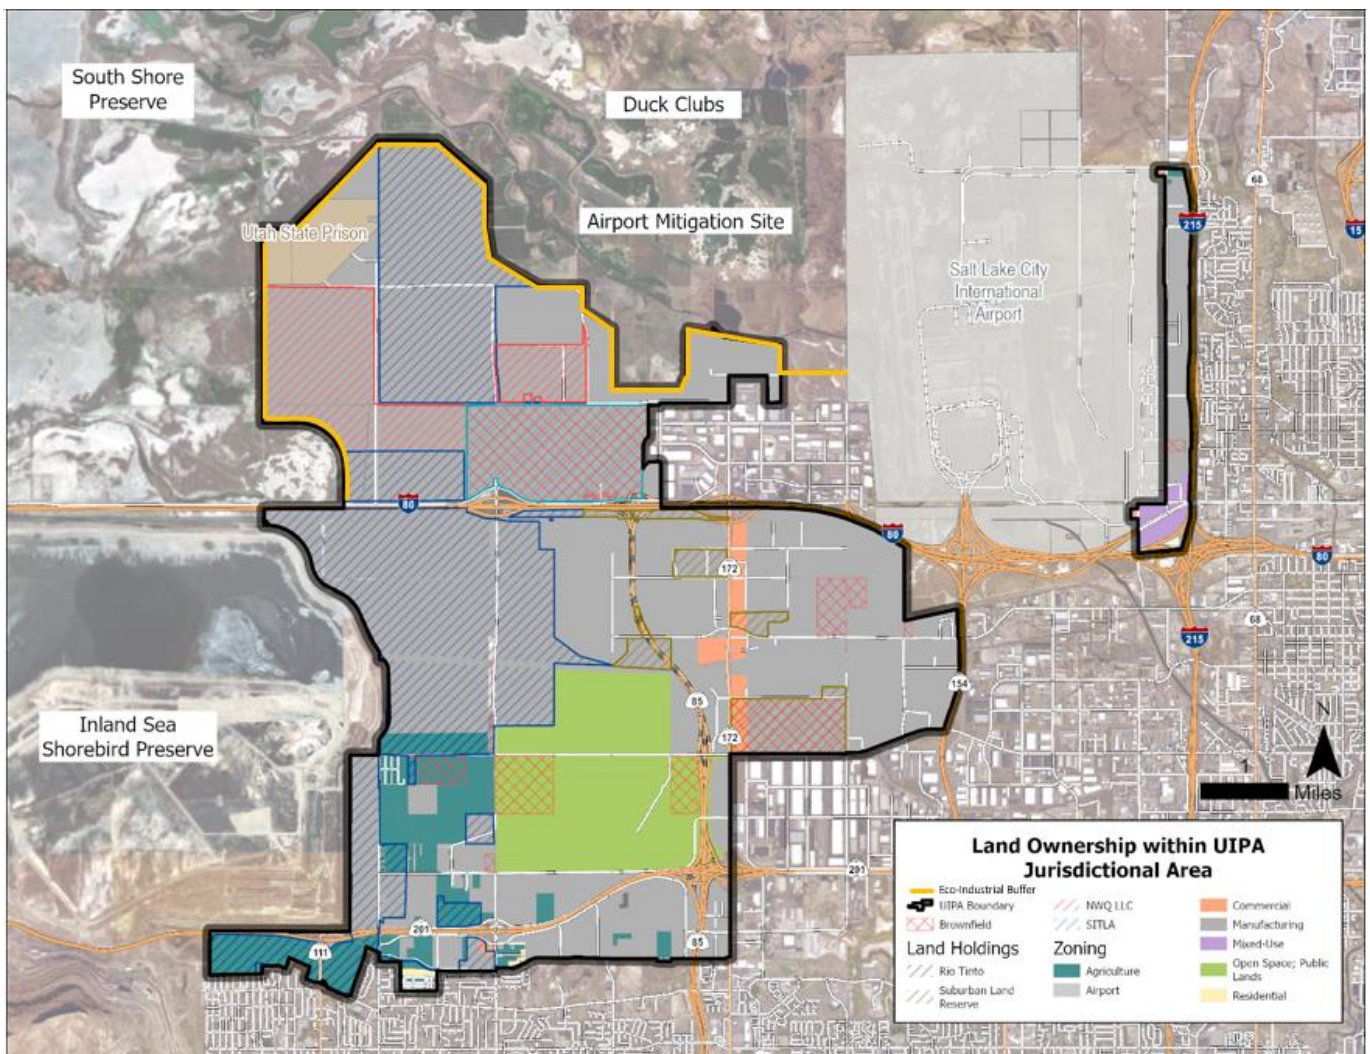 South Shore
Preserve
Duck Clubs
68
15
Airport Mitigation Site
215
Utah State Prison
Salt Lake City
International
Airport
80
80
80
172
68
215
154
85
Inland Sea
Shorebird Preserve
172
N
1
Miles
Land Ownership within UIPA
Jurisdictional Area
Eco-Industrial Buffer
UIPA Boundary
Brownfield
Land Holdings
Rio Tinto
Suburban Land
Reserve
NWQ LLC
SITLA
Zoning
Agriculture
Airport
Commercial
Manufacturing
Mixed-Use
Open Space; Public
Lands
Residential
201
201
111
85